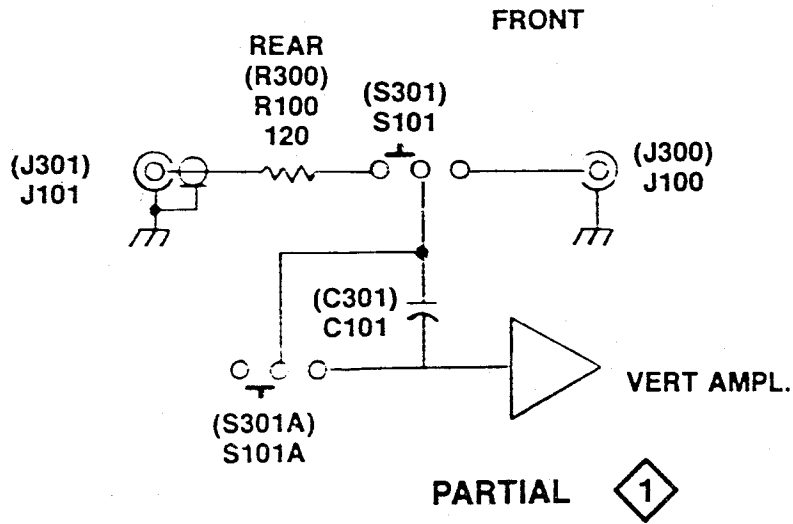 FRONT
REAR
(R300)
R100
120
(S301)
S101
(J301)
J101
(J300)
J100
(C301)
C101
VERT AMPL.
(S301A)
S101A
PARTIAL 1